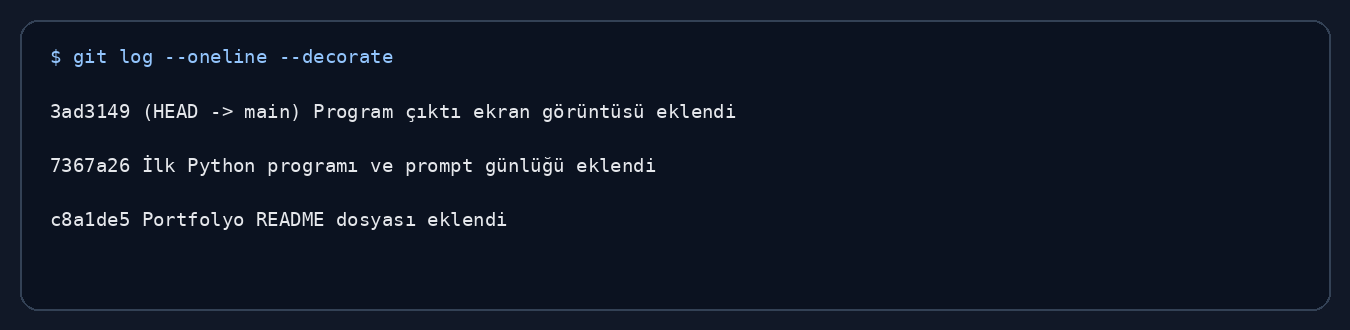 $ git log --oneline --decorate
3ad3149 (HEAD -> main) Program çıktı ekran görüntüsü eklendi
7367a26 İlk Python programı ve prompt günlüğü eklendi
c8a1de5 Portfolyo README dosyası eklendi